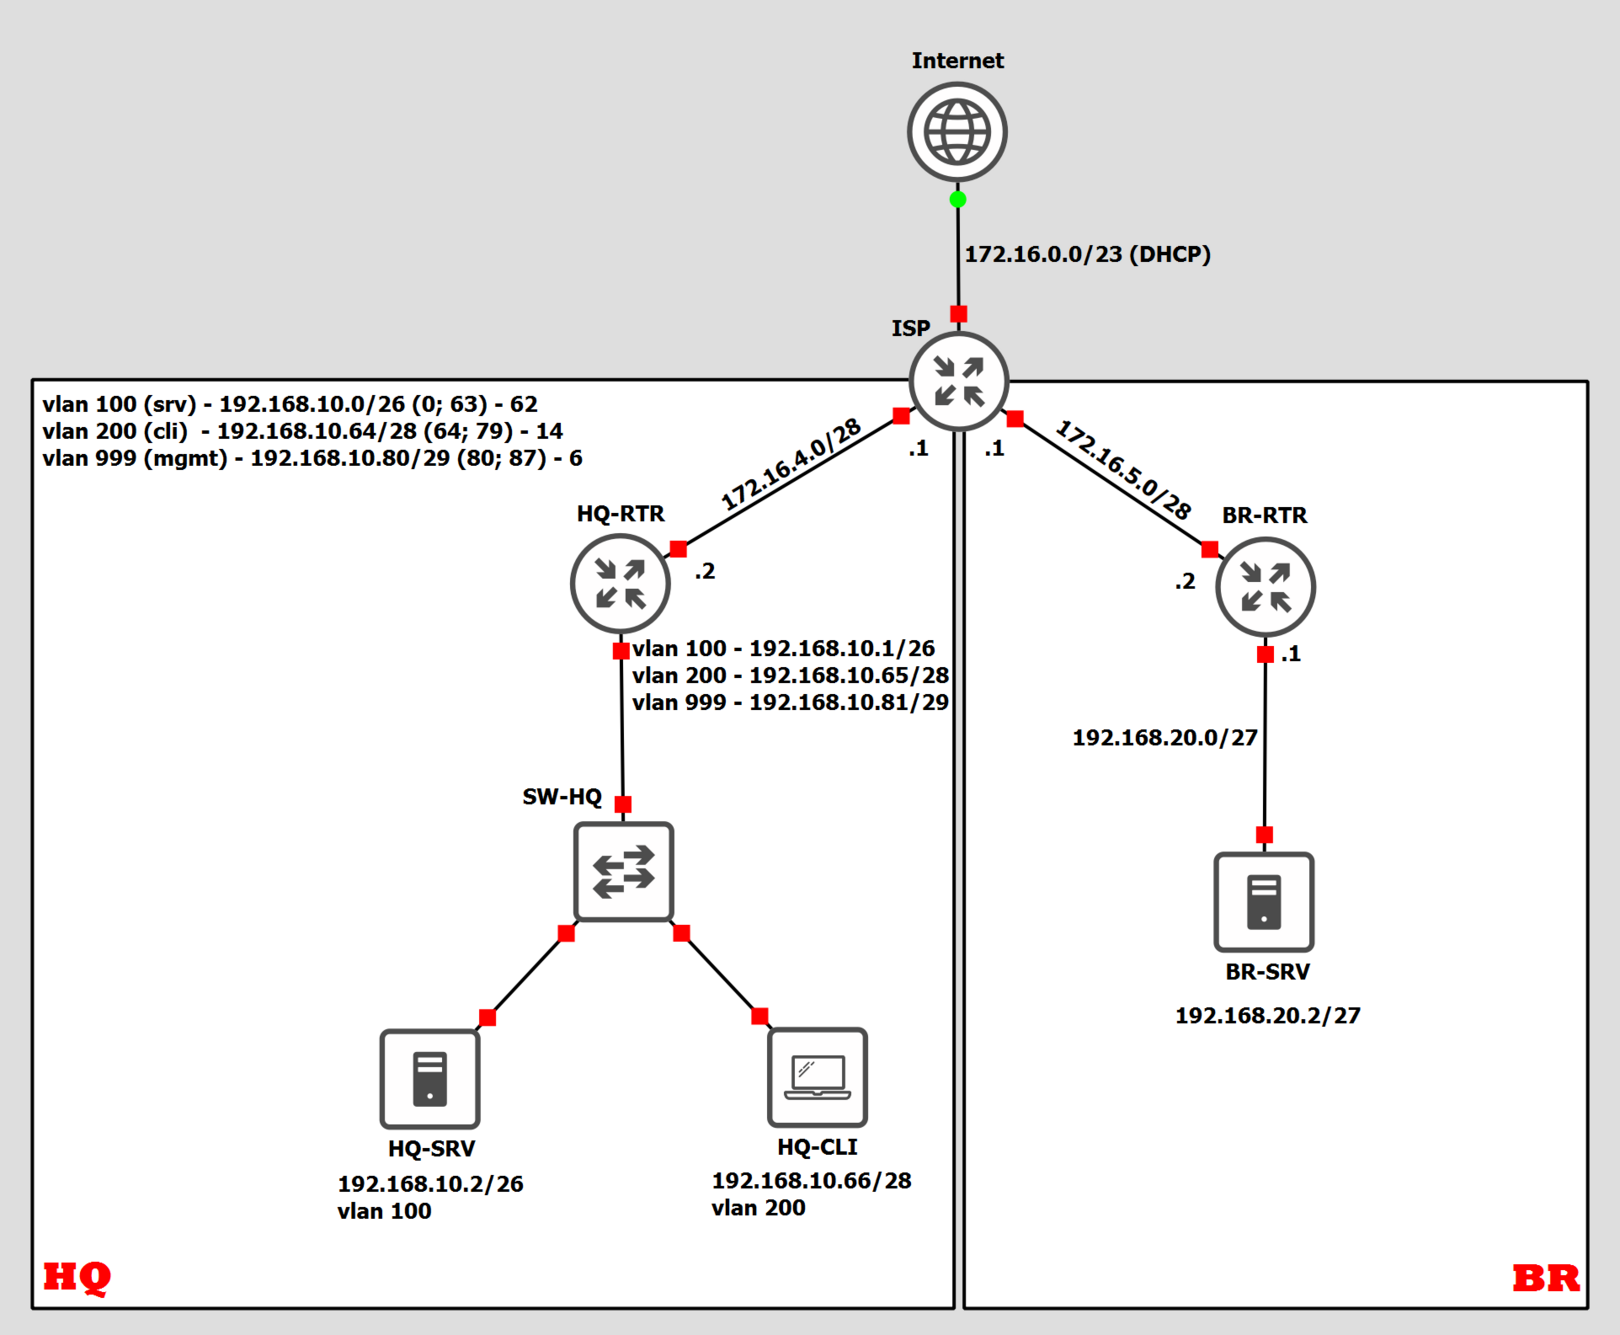 Internet
172.16.0.0/23 (DHCP)
ISP
vlan 100 (srv) - 192.168.10.0/26 (0; 63) - 62
vlan 200 (cli)  - 192.168.10.64/28 (64; 79) - 14
vlan 999 (mgmt) - 192.168.10.80/29 (80; 87) - 6
172.16.4.0/28
.1
.1
172.16.5.0/28
HQ-RTR
.2
BR-RTR
.2
vlan 100 - 192.168.10.1/26
vlan 200 - 192.168.10.65/28
vlan 999 - 192.168.10.81/29
.1
192.168.20.0/27
SW-HQ
BR-SRV
192.168.20.2/27
HQ-SRV
192.168.10.2/26
vlan 100
HQ-CLI
192.168.10.66/28
vlan 200
HQ
BR